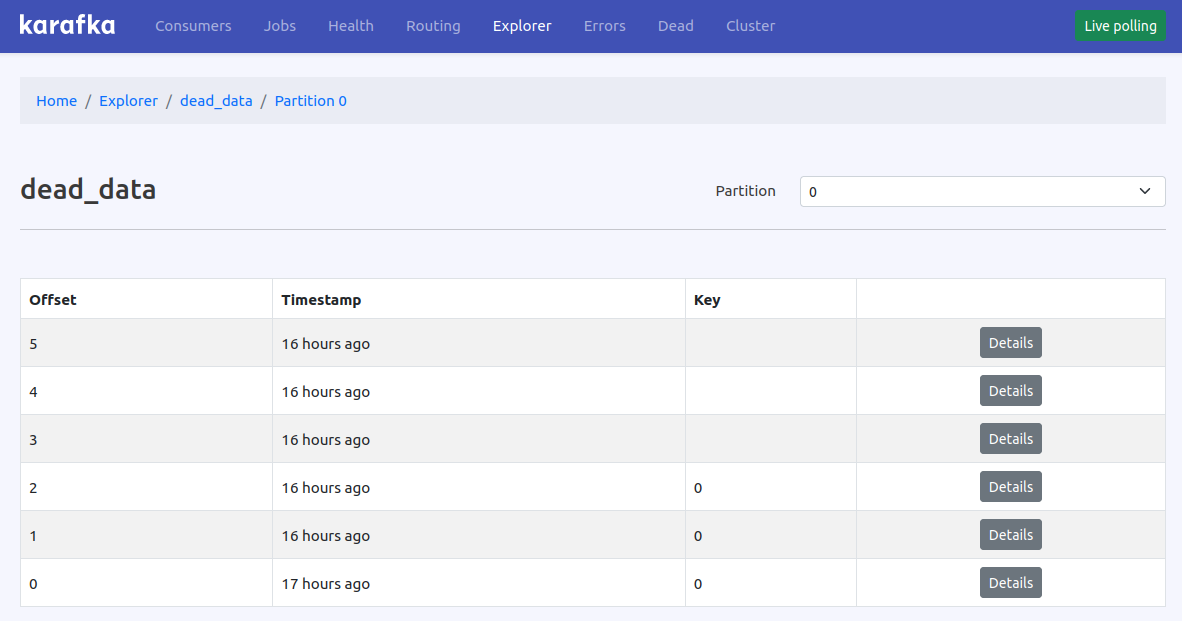 karafka Consumers Jobs Health Routing Explorer Errors Dead Cluster Live polling
Home / Explorer / dead_data / Partition 0
dead_data Partition 0
Offset Timestamp Key
5 16 hours ago Details
4 16 hours ago Details
3 16 hours ago Details
2 16 hours ago 0 Details
1 16 hours ago 0 Details
0 17 hours ago 0 Details